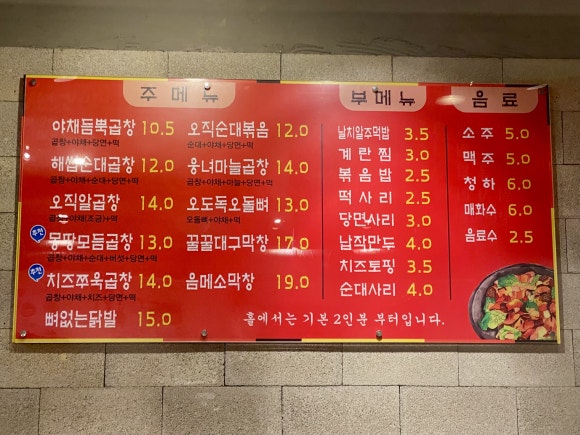 주메뉴
야채듬뿍곱창 10.5
곱창+야채+당면+떡
해쌈순대곱창 12.0
곱창+야채+순대+당면+떡
오직알곱창 14.0
곱창+야채(조금)+떡
추천
몽땅모듬곱창 13.0
곱창+야채+순대+버섯+당면+떡
추천
치즈쭈욱곱창 14.0
곱창+야채+치즈+당면+떡
뼈없는닭발 15.0
오직순대볶음 12.0
순대+야채+당면+떡
웅녀마늘곱창 14.0
곱창+야채+마늘+당면+떡
오도독오돌뼈 13.0
오돌뼈+야채+떡
꿀꿀대구막창 17.0
음메소막창 19.0
부메뉴
날치알주먹밥 3.5
계란찜 3.0
볶음밥 2.5
떡사리 2.5
당면사리 3.0
납작만두 4.0
치즈토핑 3.5
순대사리 4.0
음료
소주 5.0
맥주 5.0
청하 6.0
매화수 6.0
음료수 2.5
홀에서는 기본 2인분 부터입니다.